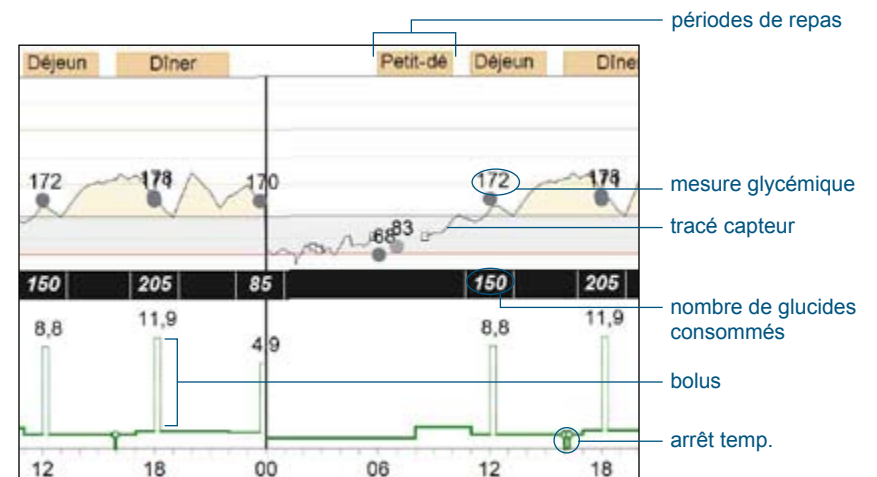 périodes de repas
Déjeun Dîner Petit-dé Déjeun Dîne
172 170 68 83 172
mesure glycémique
tracé capteur
150 205 85 150 205
nombre de glucides
consommés
8,8 11,9 4,9 8,8 11,9
bolus
arrêt temp.
12 18 00 06 12 18